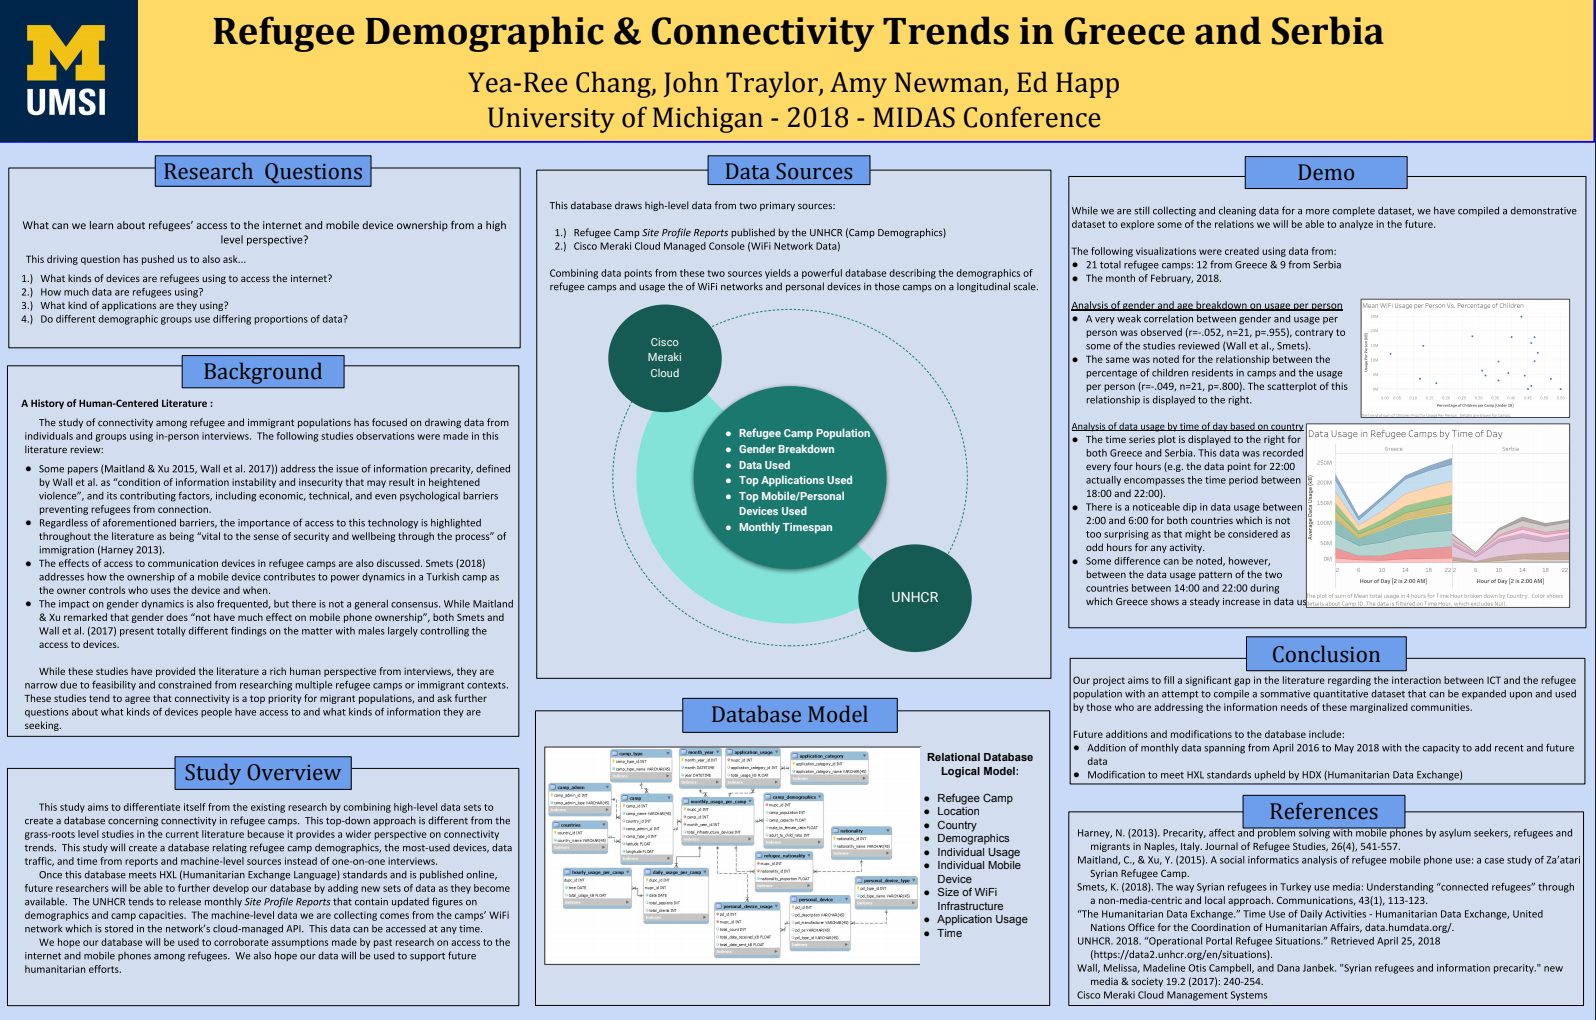 UMSI
Refugee Demographic & Connectivity Trends in Greece and Serbia
Yea-Ree Chang, John Traylor, Amy Newman, Ed Happ
University of Michigan - 2018 - MIDAS Conference
Research Questions
What can we learn about refugees’ access to the internet and mobile device ownership from a high
level perspective?
This driving question has pushed us to also ask...
1.) What kinds of devices are refugees using to access the internet?
2.) How much data are refugees using?
3.) What kind of applications are they using?
4.) Do different demographic groups use differing proportions of data?
Background
A History of Human-Centered Literature :
The study of connectivity among refugee and immigrant populations has focused on drawing data from
individuals and groups using in-person interviews. The following studies observations were made in this
literature review:
● Some papers (Maitland & Xu 2015, Wall et al. 2017)) address the issue of information precarity, defined
by Wall et al. as “condition of information instability and insecurity that may result in heightened
violence”, and its contributing factors, including economic, technical, and even psychological barriers
preventing refugees from connection.
● Regardless of aforementioned barriers, the importance of access to this technology is highlighted
throughout the literature as being “vital to the sense of security and wellbeing through the process” of
immigration (Harney 2013).
● The effects of access to communication devices in refugee camps are also discussed. Smets (2018)
addresses how the ownership of a mobile device contributes to power dynamics in a Turkish camp as
the owner controls who uses the device and when.
● The impact on gender dynamics is also frequented, but there is not a general consensus. While Maitland
& Xu remarked that gender does “not have much effect on mobile phone ownership”, both Smets and
Wall et al. (2017) present totally different findings on the matter with males largely controlling the
access to devices.
While these studies have provided the literature a rich human perspective from interviews, they are
narrow due to feasibility and constrained from researching multiple refugee camps or immigrant contexts.
These studies tend to agree that connectivity is a top priority for migrant populations, and ask further
questions about what kinds of devices people have access to and what kinds of information they are
seeking.
Study Overview
This study aims to differentiate itself from the existing research by combining high-level data sets to
create a database concerning connectivity in refugee camps. This top-down approach is different from the
grass-roots level studies in the current literature because it provides a wider perspective on connectivity
trends. This study will create a database relating refugee camp demographics, the most-used devices, data
traffic, and time from reports and machine-level sources instead of one-on-one interviews.
Once this database meets HXL (Humanitarian Exchange Language) standards and is published online,
future researchers will be able to further develop our database by adding new sets of data as they become
available. The UNHCR tends to release monthly Site Profile Reports that contain updated figures on
demographics and camp capacities. The machine-level data we are collecting comes from the camps’ WiFi
network which is stored in the network’s cloud-managed API. This data can be accessed at any time.
We hope our database will be used to corroborate assumptions made by past research on access to the
internet and mobile phones among refugees. We also hope our data will be used to support future
humanitarian efforts.
Data Sources
This database draws high-level data from two primary sources:
1.) Refugee Camp Site Profile Reports published by the UNHCR (Camp Demographics)
2.) Cisco Meraki Cloud Managed Console (WiFi Network Data)
Combining data points from these two sources yields a powerful database describing the demographics of
refugee camps and usage the of WiFi networks and personal devices in those camps on a longitudinal scale.
Cisco
Meraki
Cloud
● Refugee Camp Population
● Gender Breakdown
● Data Used
● Top Applications Used
● Top Mobile/Personal
Devices Used
● Monthly Timespan
UNHCR
Database Model
camp_type
month_year
application_usage
application_category
camp_admin
camp
monthly_usage_per_camp
camp_demographics
countries
nationality
refugee_nationality
hourly_usage_per_camp
daily_usage_per_camp
personal_device_type
personal_device_usage
personal_device
Relational Database
Logical Model:
● Refugee Camp
● Location
● Country
● Demographics
● Individual Usage
● Individual Mobile
Device
● Size of WiFi
Infrastructure
● Application Usage
● Time
Demo
While we are still collecting and cleaning data for a more complete dataset, we have compiled a demonstrative
dataset to explore some of the relations we will be able to analyze in the future.
The following visualizations were created using data from:
● 21 total refugee camps: 12 from Greece & 9 from Serbia
● The month of February, 2018.
Analysis of gender and age breakdown on usage per person
● A very weak correlation between gender and usage per
person was observed (r=-.052, n=21, p=.955), contrary to
some of the studies reviewed (Wall et al., Smets).
● The same was noted for the relationship between the
percentage of children residents in camps and the usage
per person (r=-.049, n=21, p=.800). The scatterplot of this
relationship is displayed to the right.
Mean WiFi Usage per Person Vs. Percentage of Children
Percentage of Children per Camp (Under 18)
Analysis of data usage by time of day based on country
● The time series plot is displayed to the right for
both Greece and Serbia. This data was recorded
every four hours (e.g. the data point for 22:00
actually encompasses the time period between
18:00 and 22:00).
● There is a noticeable dip in data usage between
2:00 and 6:00 for both countries which is not
too surprising as that might be considered as
odd hours for any activity.
● Some difference can be noted, however,
between the data usage pattern of the two
countries between 14:00 and 22:00 during
which Greece shows a steady increase in data us
Data Usage in Refugee Camps by Time of Day
Greece Serbia
Average Data Usage (kB)
250M
200M
150M
100M
50M
0M
2 6 10 14 18 22 2 6 10 14 18 22
Hour of Day [2 is 2:00 AM] Hour of Day [2 is 2:00 AM]
The plot of sum of Mean total usage in 4 hours for Time Hour broken down by Country. Color shows
details about Camp ID. The data is filtered on Time Hour, which excludes Null.
Conclusion
Our project aims to fill a significant gap in the literature regarding the interaction between ICT and the refugee
population with an attempt to compile a sommative quantitative dataset that can be expanded upon and used
by those who are addressing the information needs of these marginalized communities.
Future additions and modifications to the database include:
● Addition of monthly data spanning from April 2016 to May 2018 with the capacity to add recent and future
data
● Modification to meet HXL standards upheld by HDX (Humanitarian Data Exchange)
References
Harney, N. (2013). Precarity, affect and problem solving with mobile phones by asylum seekers, refugees and
migrants in Naples, Italy. Journal of Refugee Studies, 26(4), 541-557.
Maitland, C., & Xu, Y. (2015). A social informatics analysis of refugee mobile phone use: a case study of Za’atari
Syrian Refugee Camp.
Smets, K. (2018). The way Syrian refugees in Turkey use media: Understanding “connected refugees” through
a non-media-centric and local approach. Communications, 43(1), 113-123.
“The Humanitarian Data Exchange.” Time Use of Daily Activities - Humanitarian Data Exchange, United
Nations Office for the Coordination of Humanitarian Affairs, data.humdata.org/.
UNHCR. 2018. “Operational Portal Refugee Situations.” Retrieved April 25, 2018
(https://data2.unhcr.org/en/situations).
Wall, Melissa, Madeline Otis Campbell, and Dana Janbek. "Syrian refugees and information precarity." new
media & society 19.2 (2017): 240-254.
Cisco Meraki Cloud Management Systems